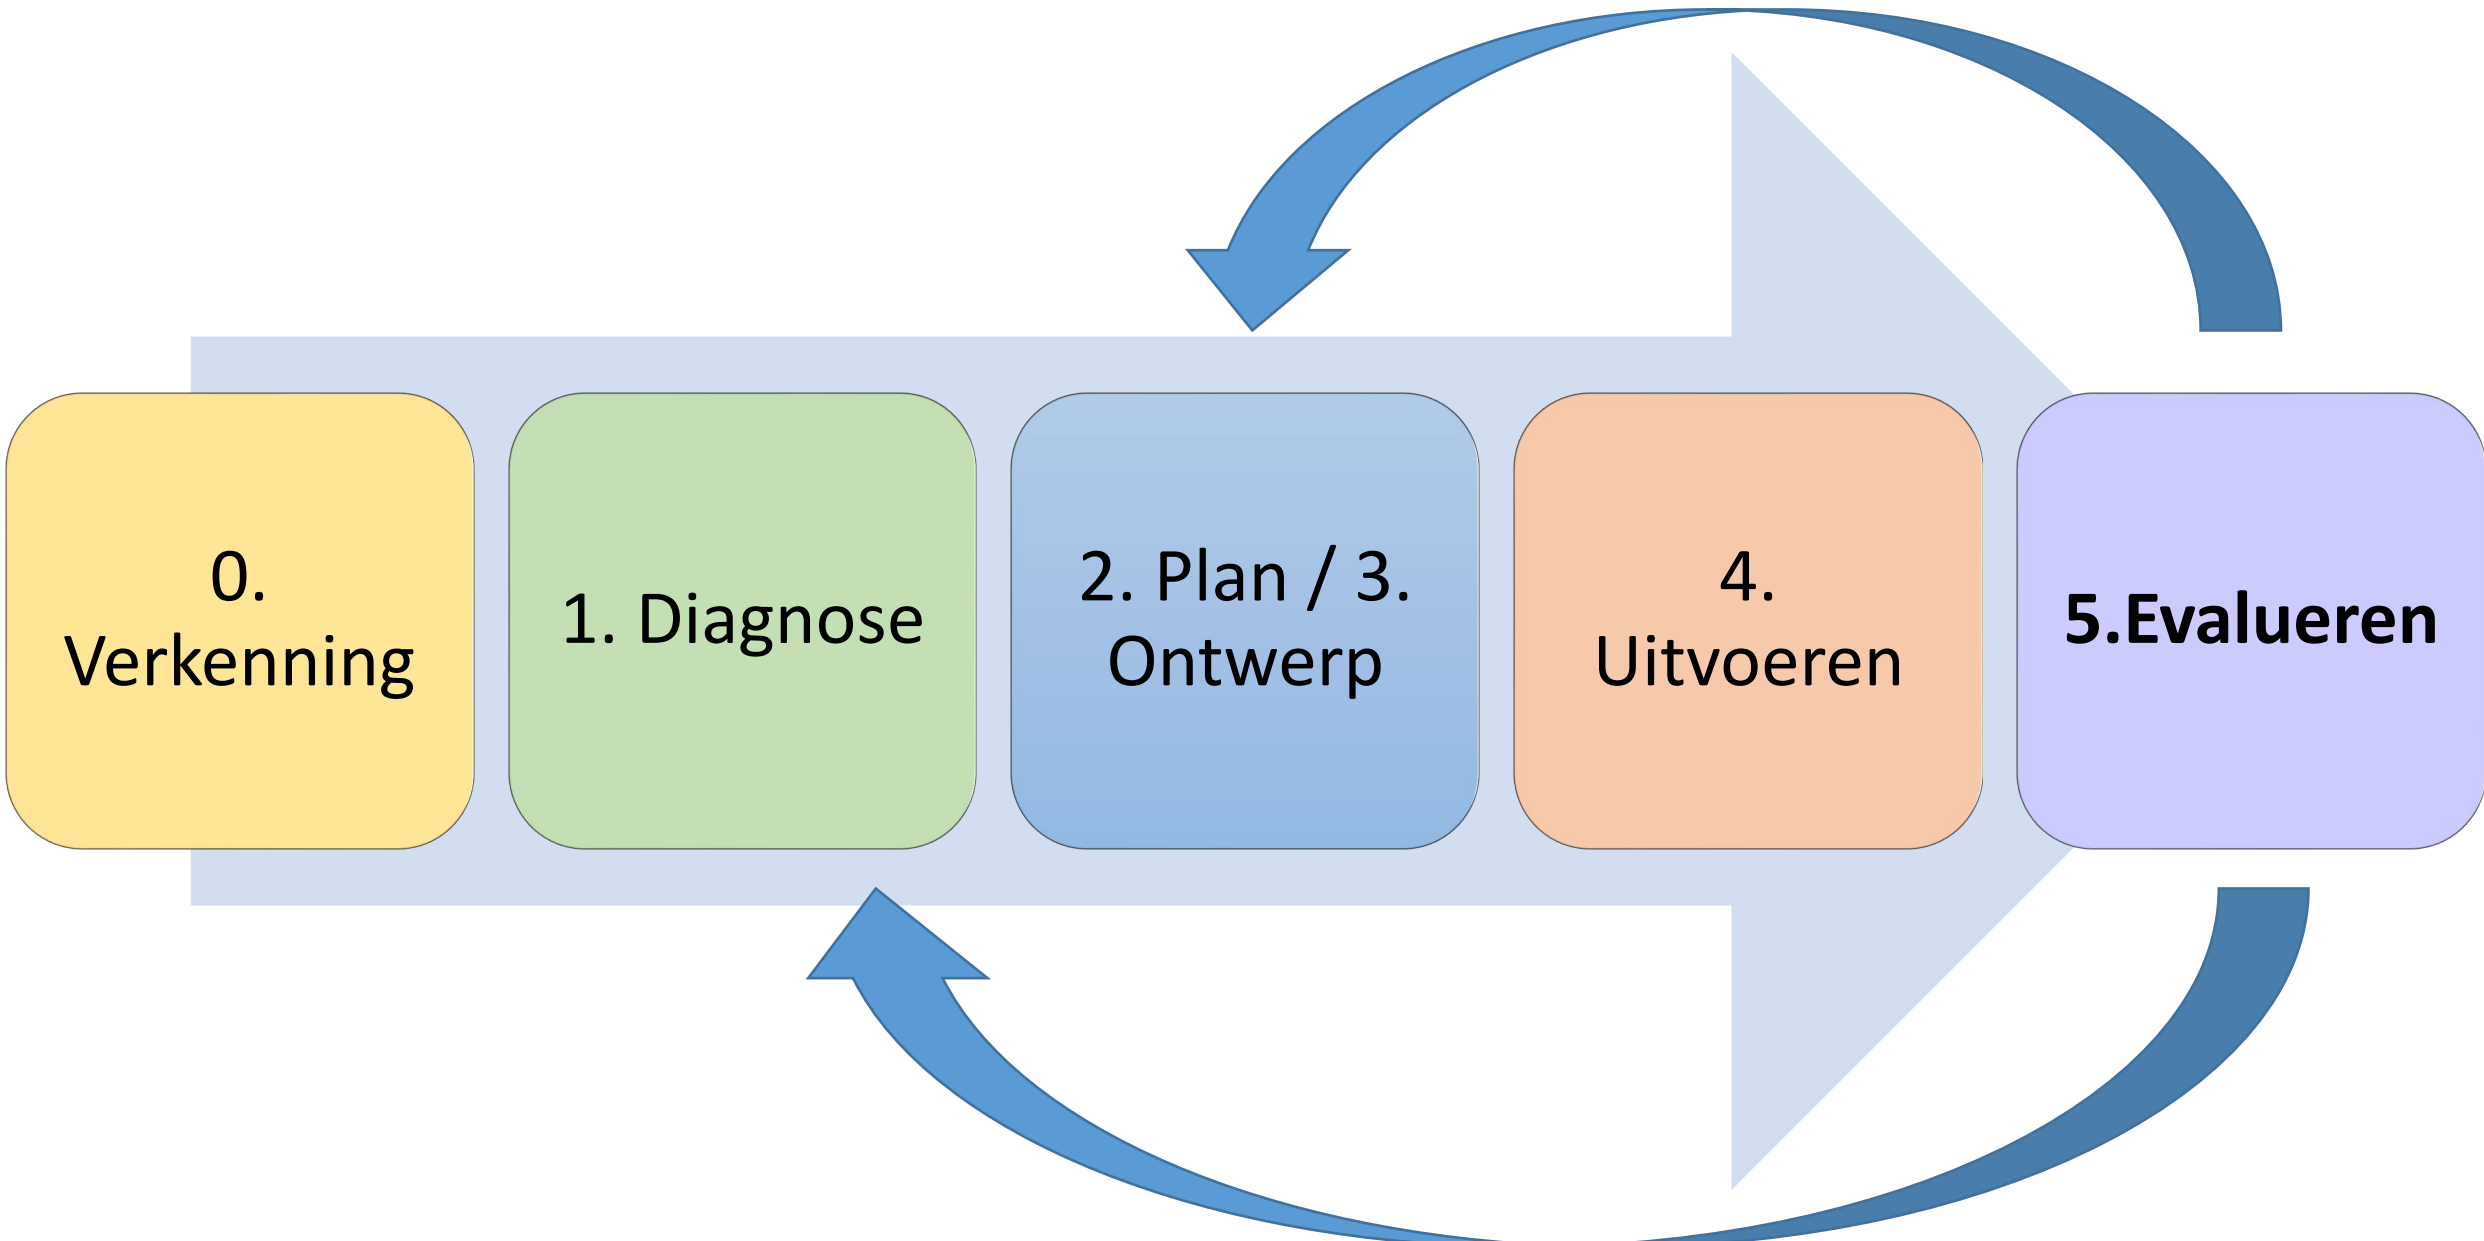 0.
Verkenning
1. Diagnose
2. Plan / 3.
Ontwerp
4.
Uitvoeren
5.Evalueren